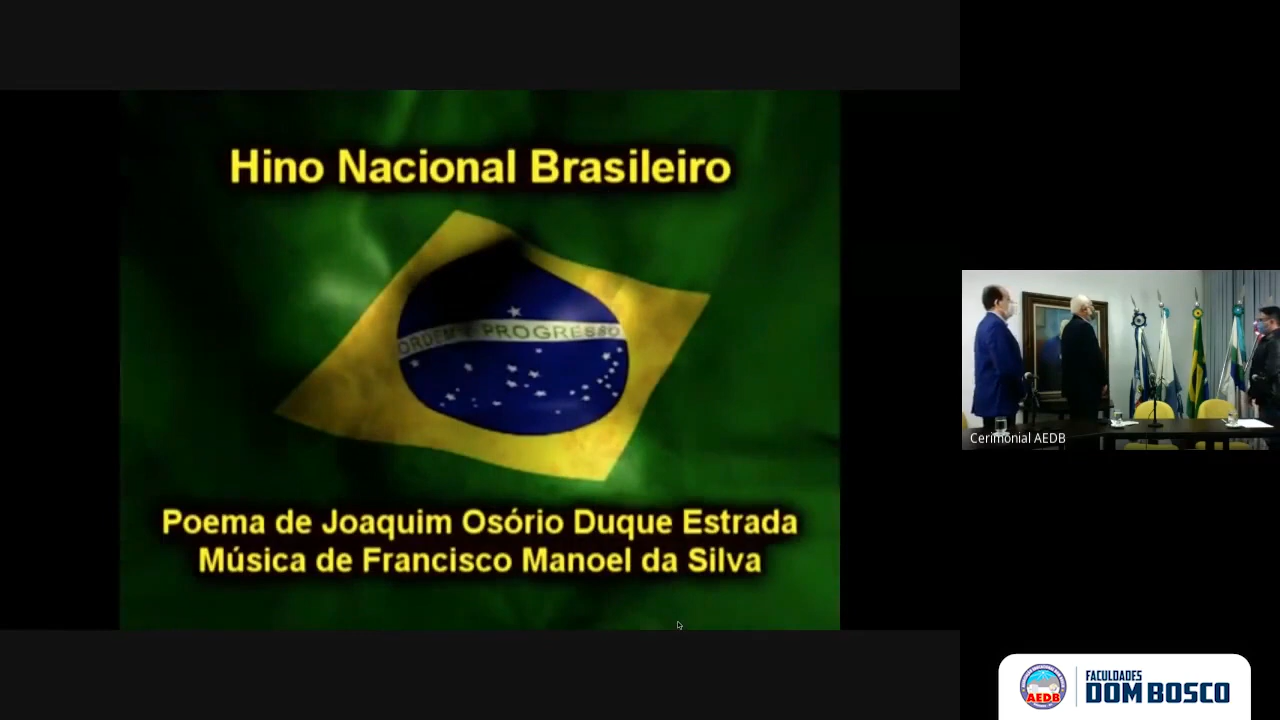 Hino Nacional Brasileiro
ORDEM E PROGRESSO
Poema de Joaquim Osório Duque Estrada
Música de Francisco Manoel da Silva
Cerimonial AEDB
AEDB
FACULDADES
DOM BOSCO